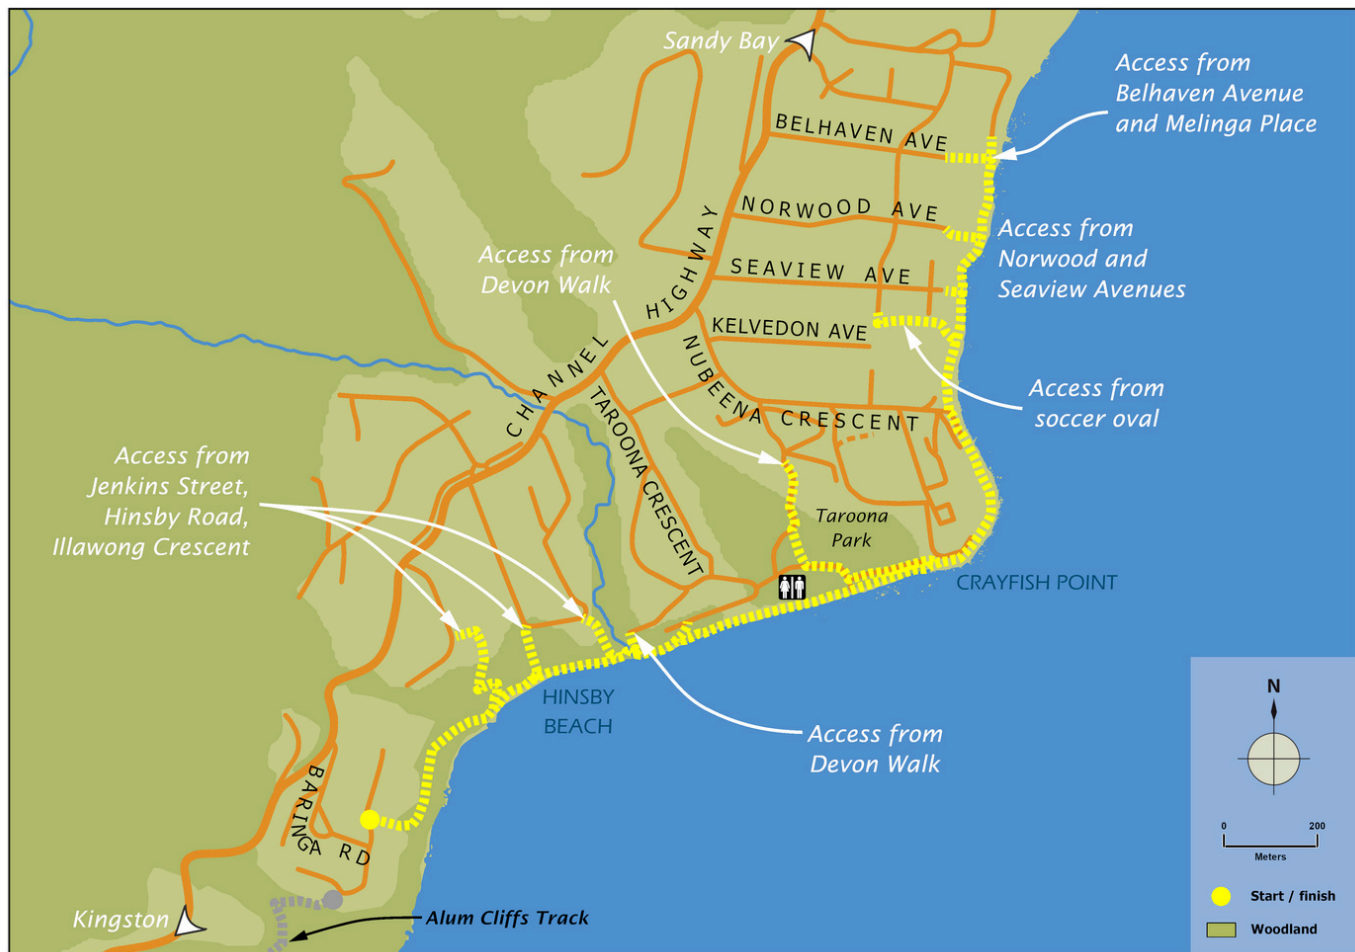 Sandy Bay
Access from
Belhaven Avenue
and Melinga Place
BELHAVEN AVE
NORWOOD AVE
Access from
Norwood and
Seaview Avenues
Access from
Devon Walk
SEAVIEW AVE
CHANNEL HIGHWAY
KELVEDON AVE
NUBEENA CRESCENT
Access from
soccer oval
TAROONA CRESCENT
Access from
Jenkins Street,
Hinsby Road,
Illawong Crescent
Taroona
Park
CRAYFISH POINT
HINSBY
BEACH
Access from
Devon Walk
BARINGA RD
Kingston
Alum Cliffs Track
N
0 200
Meters
Start / finish
Woodland